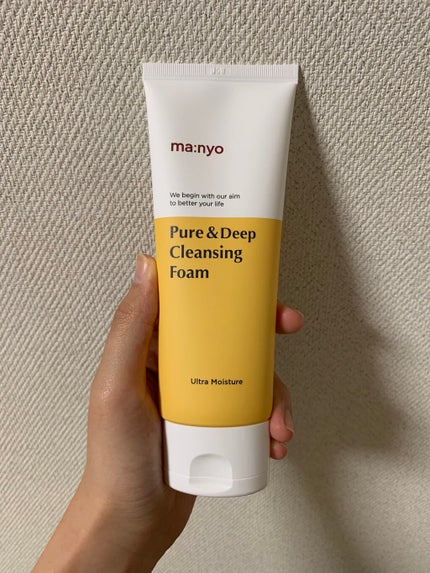 ma:nyo
We begin with our aim
to better your life
Pure & Deep
Cleansing
Foam
Ultra Moisture